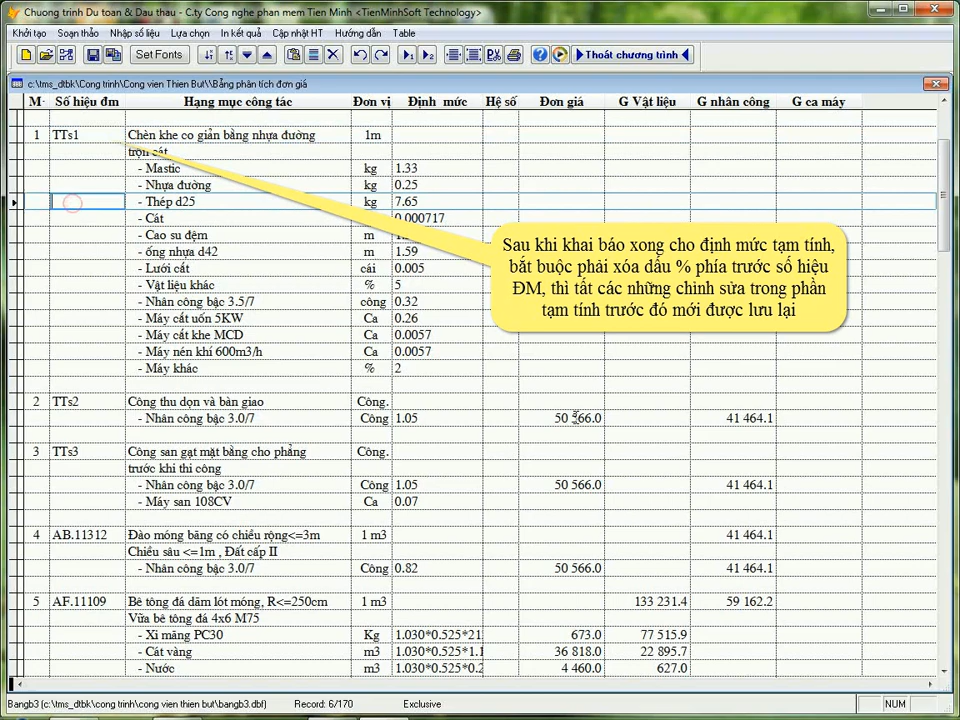 Chuong trinh Du toan & Dau thau - C.ty Cong nghe phan mem Tien Minh <TienMinhSoft Technology>
Khởi tạo Soạn thảo Nhập số liệu Lựa chọn In kết quả Cập nhật HT Hướng dẫn Table
Set Fonts Thoát chương trình
c:\tms_dtbk\Cong trinh\Cong vien Thien But\\Bảng phân tích đơn giá
M Số hiệu đm Hạng mục công tác Đơn vị Định mức Hệ số Đơn giá G Vật liệu G nhân công G ca máy
1 TTs1 Chèn khe co giản bằng nhựa đường 1m
trộn cát
- Mastic kg 1.33
- Nhựa đường kg 0.25
- Thép d25 kg 7.65
- Cát 0.000717
- Cao su đệm m
- ống nhựa d42 m 1.59
- Lưới cắt cái 0.005
- Vật liệu khác % 5
- Nhân công bậc 3.5/7 công 0.32
- Máy cắt uốn 5KW Ca 0.26
- Máy cắt khe MCD Ca 0.0057
- Máy nén khí 600m3/h Ca 0.0057
- Máy khác % 2
Sau khi khai báo xong cho định mức tạm tính,
bắt buộc phải xóa dấu % phía trước số hiệu
ĐM, thì tất các những chỉnh sửa trong phần
tạm tính trước đó mới được lưu lại
2 TTs2 Công thu dọn và bàn giao Công.
- Nhân công bậc 3.0/7 Công 1.05 50 566.0 41 464.1
3 TTs3 Công san gạt mặt bằng cho phẳng Công.
trước khi thi công
- Nhân công bậc 3.0/7 Công 1.05 50 566.0 41 464.1
- Máy san 108CV Ca 0.07
4 AB.11312 Đào móng băng có chiều rộng<=3m 1 m3 41 464.1
Chiều sâu <=1m , Đất cấp II
- Nhân công bậc 3.0/7 Công 0.82 50 566.0 41 464.1
5 AF.11109 Bê tông đá dăm lót móng, R<=250cm 1 m3 133 231.4 59 162.2
Vữa bê tông đá 4x6 M75
- Xi măng PC30 Kg 1.030*0.525*21 673.0 77 515.9
- Cát vàng m3 1.030*0.525*1.1 36 818.0 22 895.7
- Nước m3 1.030*0.525*0.2 4 460.0 627.0
Bangb3 (c:\tms_dtbk\cong trinh\cong vien thien but\bangb3.dbf) Record: 6/170 Exclusive NUM